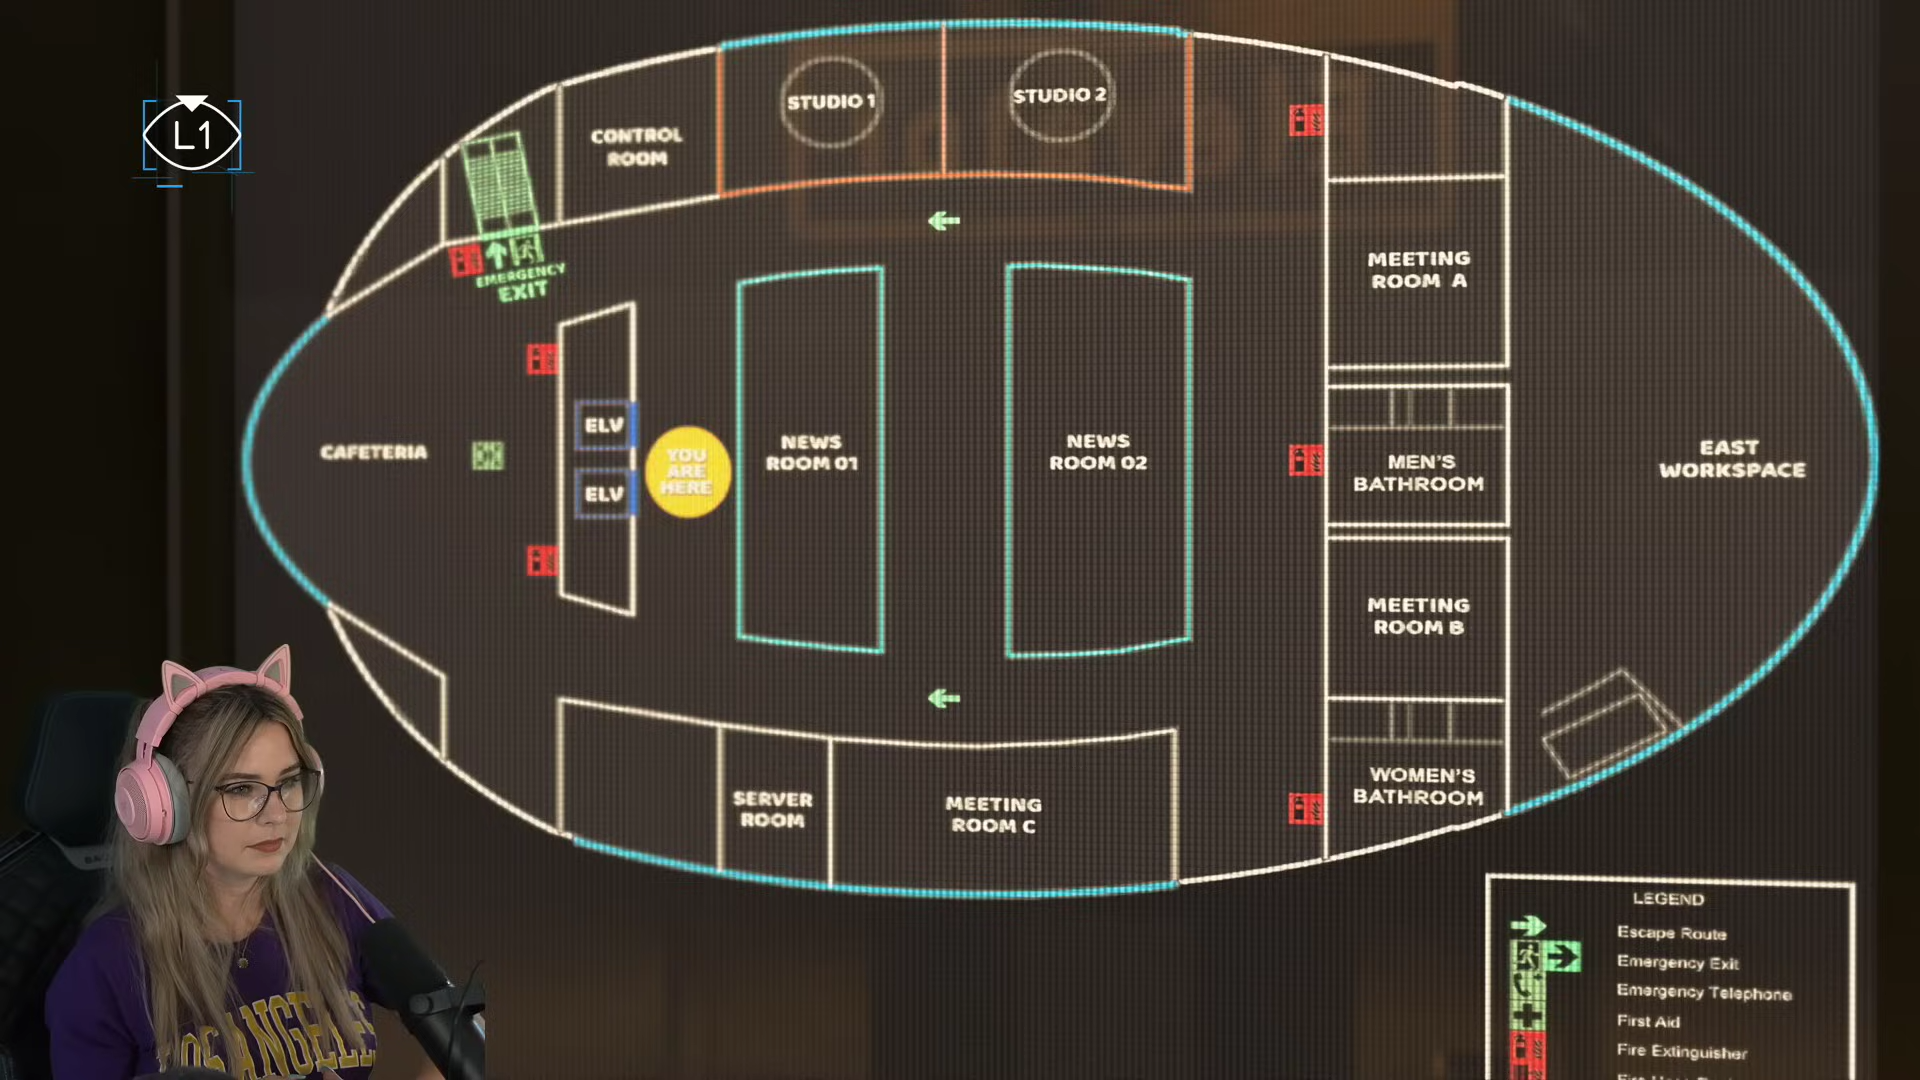 L1
STUDIO 1
STUDIO 2
CONTROL
ROOM
EMERGENCY
EXIT
MEETING
ROOM A
CAFETERIA
ELV
ELV
YOU
ARE
HERE
NEWS
ROOM 01
NEWS
ROOM 02
MEN'S
BATHROOM
EAST
WORKSPACE
MEETING
ROOM B
SERVER
ROOM
MEETING
ROOM C
WOMEN'S
BATHROOM
LEGEND
Escape Route
Emergency Exit
Emergency Telephone
First Aid
Fire Extinguisher
LOS ANGELES